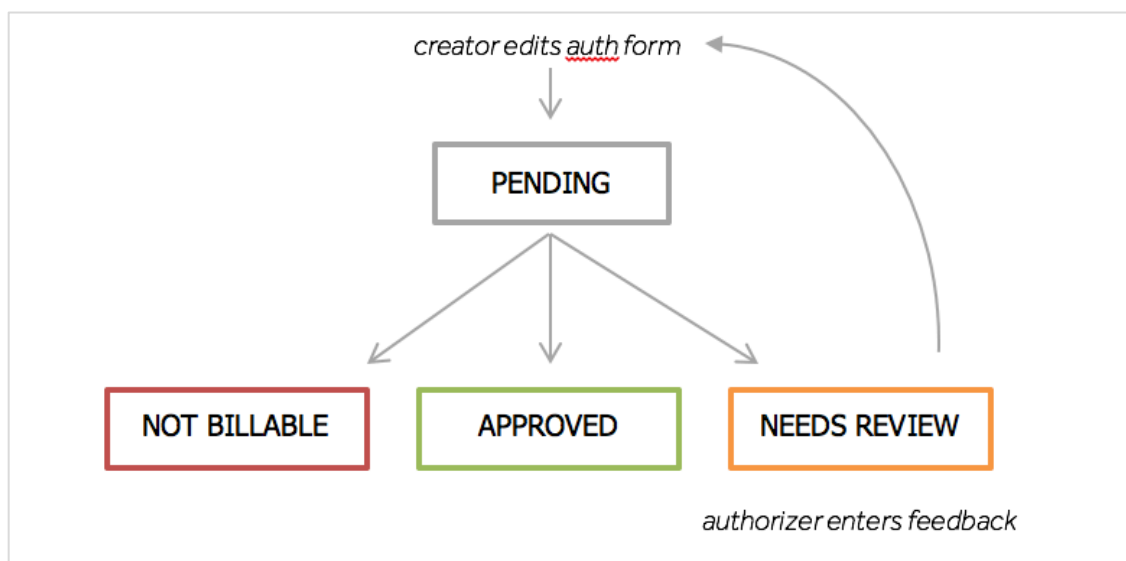 creator edits auth form
PENDING
NOT BILLABLE
APPROVED
NEEDS REVIEW
authorizer enters feedback